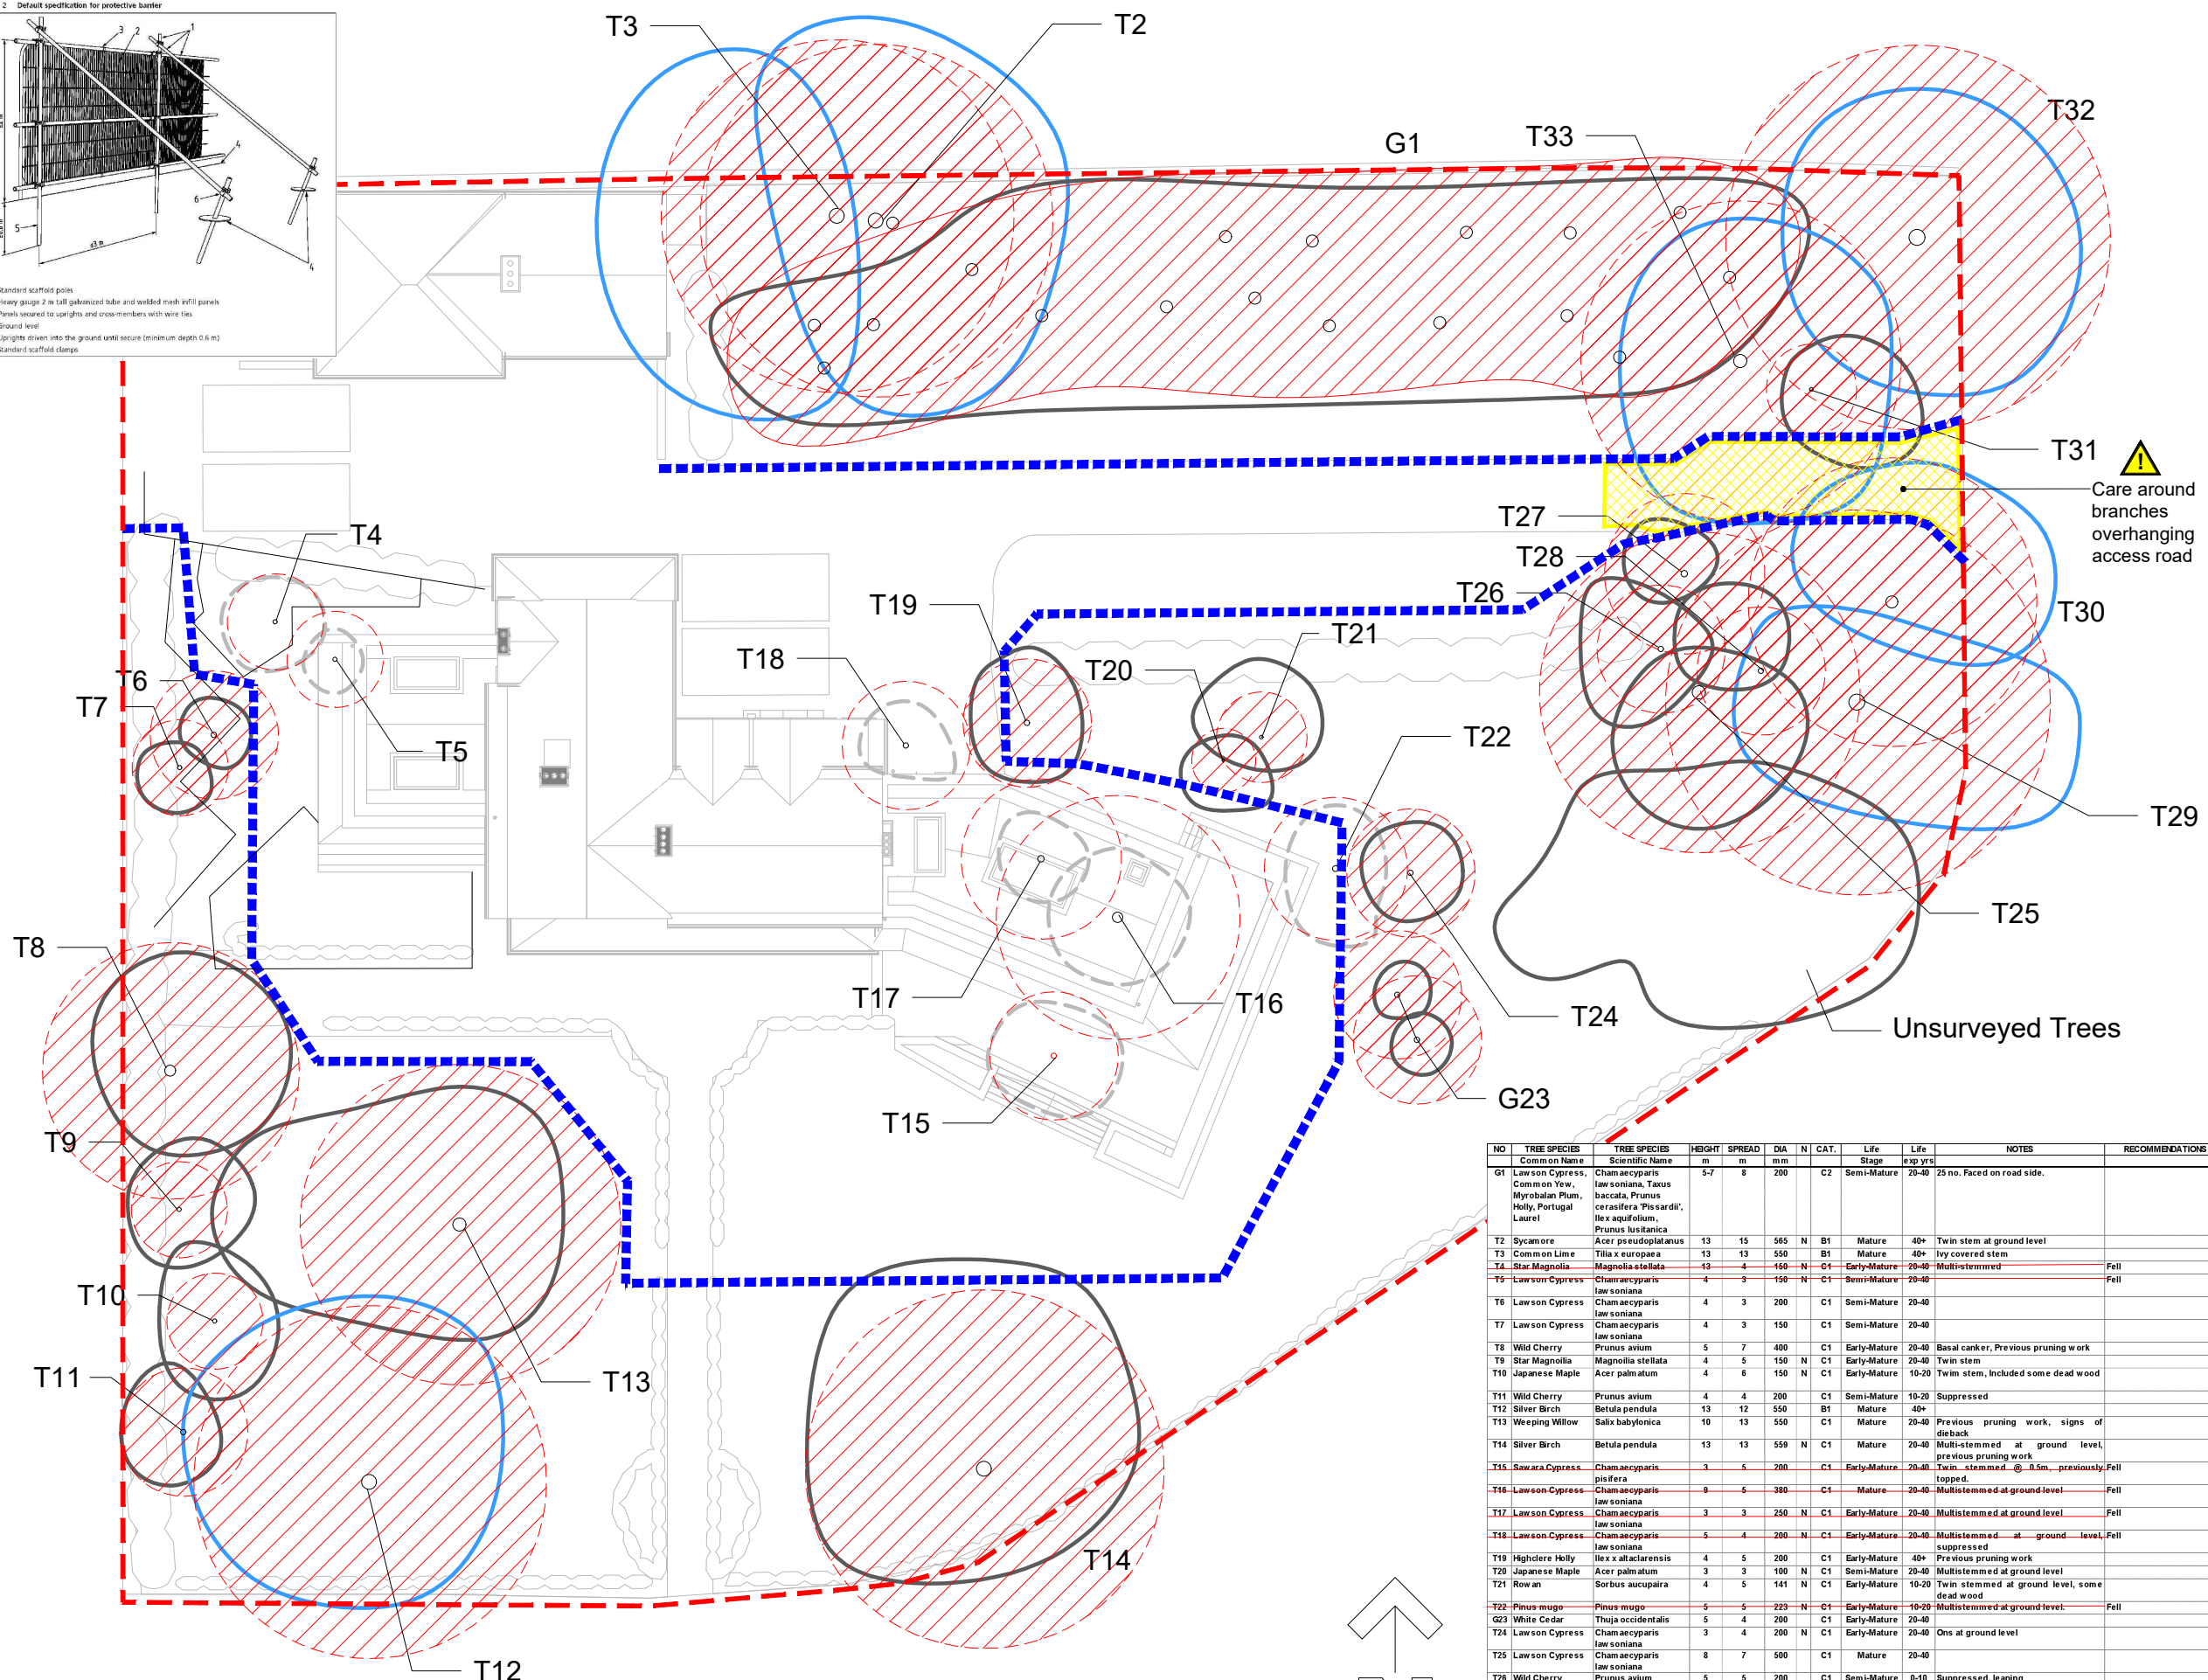 2 Default specification for protective barrier
3
2
1
4
6
5
4
Standard scaffold poles
Heavy gauge 2 m tall galvanized tube and welded mesh infill panels
Panels secured to uprights and cross-members with wire ties
Ground level
Uprights driven into the ground until secure (minimum depth 0.6 m)
Standard scaffold clamps
T3
T2
G1
T33
T32
T31
Care around
branches
overhanging
access road
T27
T28
T26
T30
T4
T19
T21
T18
T20
T6
T7
T5
T22
T29
T25
T8
T17
T16
T24
Unsurveyed Trees
G23
T15
T9
T10
T13
T11
T14
T12
NO TREE SPECIES TREE SPECIES HEIGHT SPREAD DIA N CAT. Life Life NOTES RECOMMENDATIONS
Common Name Scientific Name m m mm Stage exp yrs
G1 Lawson Cypress, Chamaecyparis 5-7 8 200 C2 Semi-Mature 20-40 25 no. Faced on road side.
Common Yew, lawsoniana, Taxus
Myrobalan Plum, baccata, Prunus
Holly, Portugal cerasifera 'Pissardii',
Laurel Ilex aquifolium,
Prunus lusitanica
T2 Sycamore Acer pseudoplatanus 13 15 565 N B1 Mature 40+ Twin stem at ground level
T3 Common Lime Tilia x europaea 13 13 550 B1 Mature 40+ Ivy covered stem
T4 Star Magnolia Magnolia stellata 13 4 150 N C1 Early-Mature 20-40 Multi-stemmed Fell
T5 Lawson Cypress Chamaecyparis 4 3 150 N C1 Semi-Mature 20-40 Fell
lawsoniana
T6 Lawson Cypress Chamaecyparis 4 3 200 C1 Semi-Mature 20-40
lawsoniana
T7 Lawson Cypress Chamaecyparis 4 3 150 C1 Semi-Mature 20-40
lawsoniana
T8 Wild Cherry Prunus avium 5 7 400 C1 Early-Mature 20-40 Basal canker, Previous pruning work
T9 Star Magnoilia Magnoilia stellata 4 5 150 N C1 Early-Mature 20-40 Twin stem
T10 Japanese Maple Acer palmatum 4 6 150 N C1 Early-Mature 10-20 Twim stem, Included some dead wood
T11 Wild Cherry Prunus avium 4 4 200 C1 Semi-Mature 10-20 Suppressed
T12 Silver Birch Betula pendula 13 12 550 B1 Mature 40+
T13 Weeping Willow Salix babylonica 10 13 550 C1 Mature 20-40 Previous pruning work, signs of
dieback
T14 Silver Birch Betula pendula 13 13 559 N C1 Mature 20-40 Multi-stemmed at ground level,
previous pruning work
T15 Sawara Cypress Chamaecyparis 3 5 200 C1 Early-Mature 20-40 Twin stemmed @ 0.5m, previously Fell
pisifera topped.
T16 Lawson Cypress Chamaecyparis 9 5 380 C1 Mature 20-40 Multistemmed at ground level Fell
lawsoniana
T17 Lawson Cypress Chamaecyparis 3 3 250 N C1 Early-Mature 20-40 Multistemmed at ground level Fell
lawsoniana
T18 Lawson Cypress Chamaecyparis 5 4 200 N C1 Early-Mature 20-40 Multistemmed at ground level, Fell
lawsoniana suppressed
T19 Highclere Holly Ilex x altaclarensis 4 5 200 C1 Early-Mature 40+ Previous pruning work
T20 Japanese Maple Acer palmatum 3 3 100 N C1 Semi-Mature 20-40 Multistemmed at ground level
T21 Rowan Sorbus aucupaira 4 5 141 N C1 Early-Mature 10-20 Twin stemmed at ground level, some
dead wood
T22 Pinus mugo Pinus mugo 5 5 223 N C1 Early-Mature 10-20 Multistemmed at ground level. Fell
G23 White Cedar Thuja occidentalis 5 4 200 C1 Early-Mature 20-40
T24 Lawson Cypress Chamaecyparis 3 4 200 N C1 Early-Mature 20-40 Ons at ground level
lawsoniana
T25 Lawson Cypress Chamaecyparis 8 7 500 C1 Mature 20-40
lawsoniana
T26 Wild Cherry Prunus avium 5 5 200 C1 Semi-Mature 0-10 Suppressed, leaning